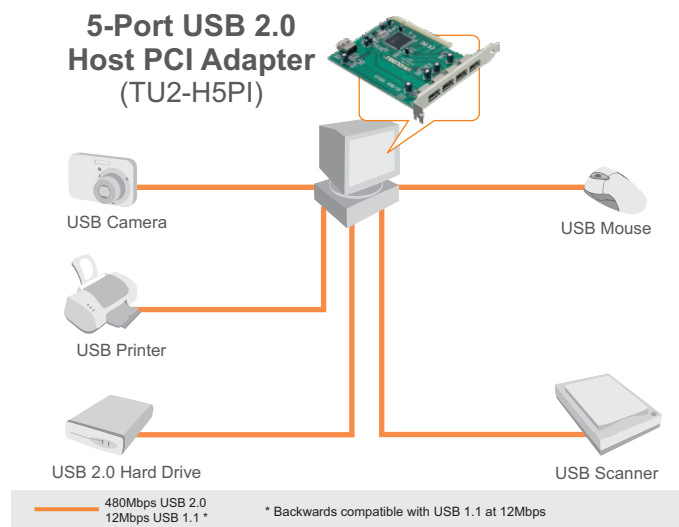 5-Port USB 2.0
Host PCI Adapter
(TU2-H5PI)
USB Camera
USB Mouse
USB Printer
USB 2.0 Hard Drive
USB Scanner
480Mbps USB 2.0
12Mbps USB 1.1 *
* Backwards compatible with USB 1.1 at 12Mbps